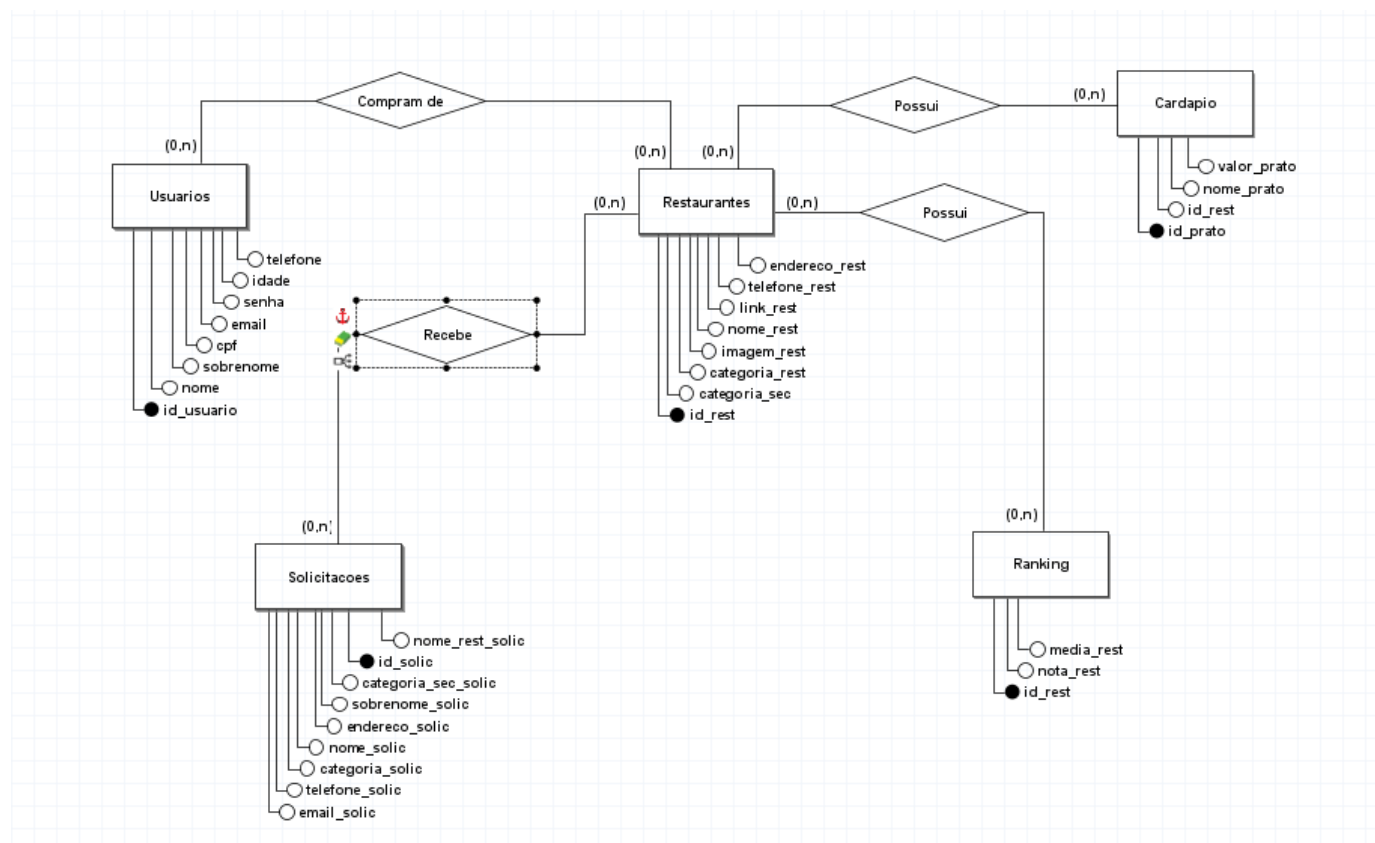 Compram de
(0,n)
(0,n)
Usuarios
telefone
idade
senha
email
cpf
sobrenome
nome
id_usuario
Possui
(0,n)
(0,n)
Cardapio
valor_prato
nome_prato
id_rest
id_prato
Restaurantes
(0,n)
(0,n)
Possui
endereco_rest
telefone_rest
link_rest
nome_rest
imagem_rest
categoria_rest
categoria_sec
id_rest
Recebe
(0,n)
Solicitacoes
nome_rest_solic
id_solic
categoria_sec_solic
sobrenome_solic
endereco_solic
nome_solic
categoria_solic
telefone_solic
email_solic
(0,n)
Ranking
media_rest
nota_rest
id_rest